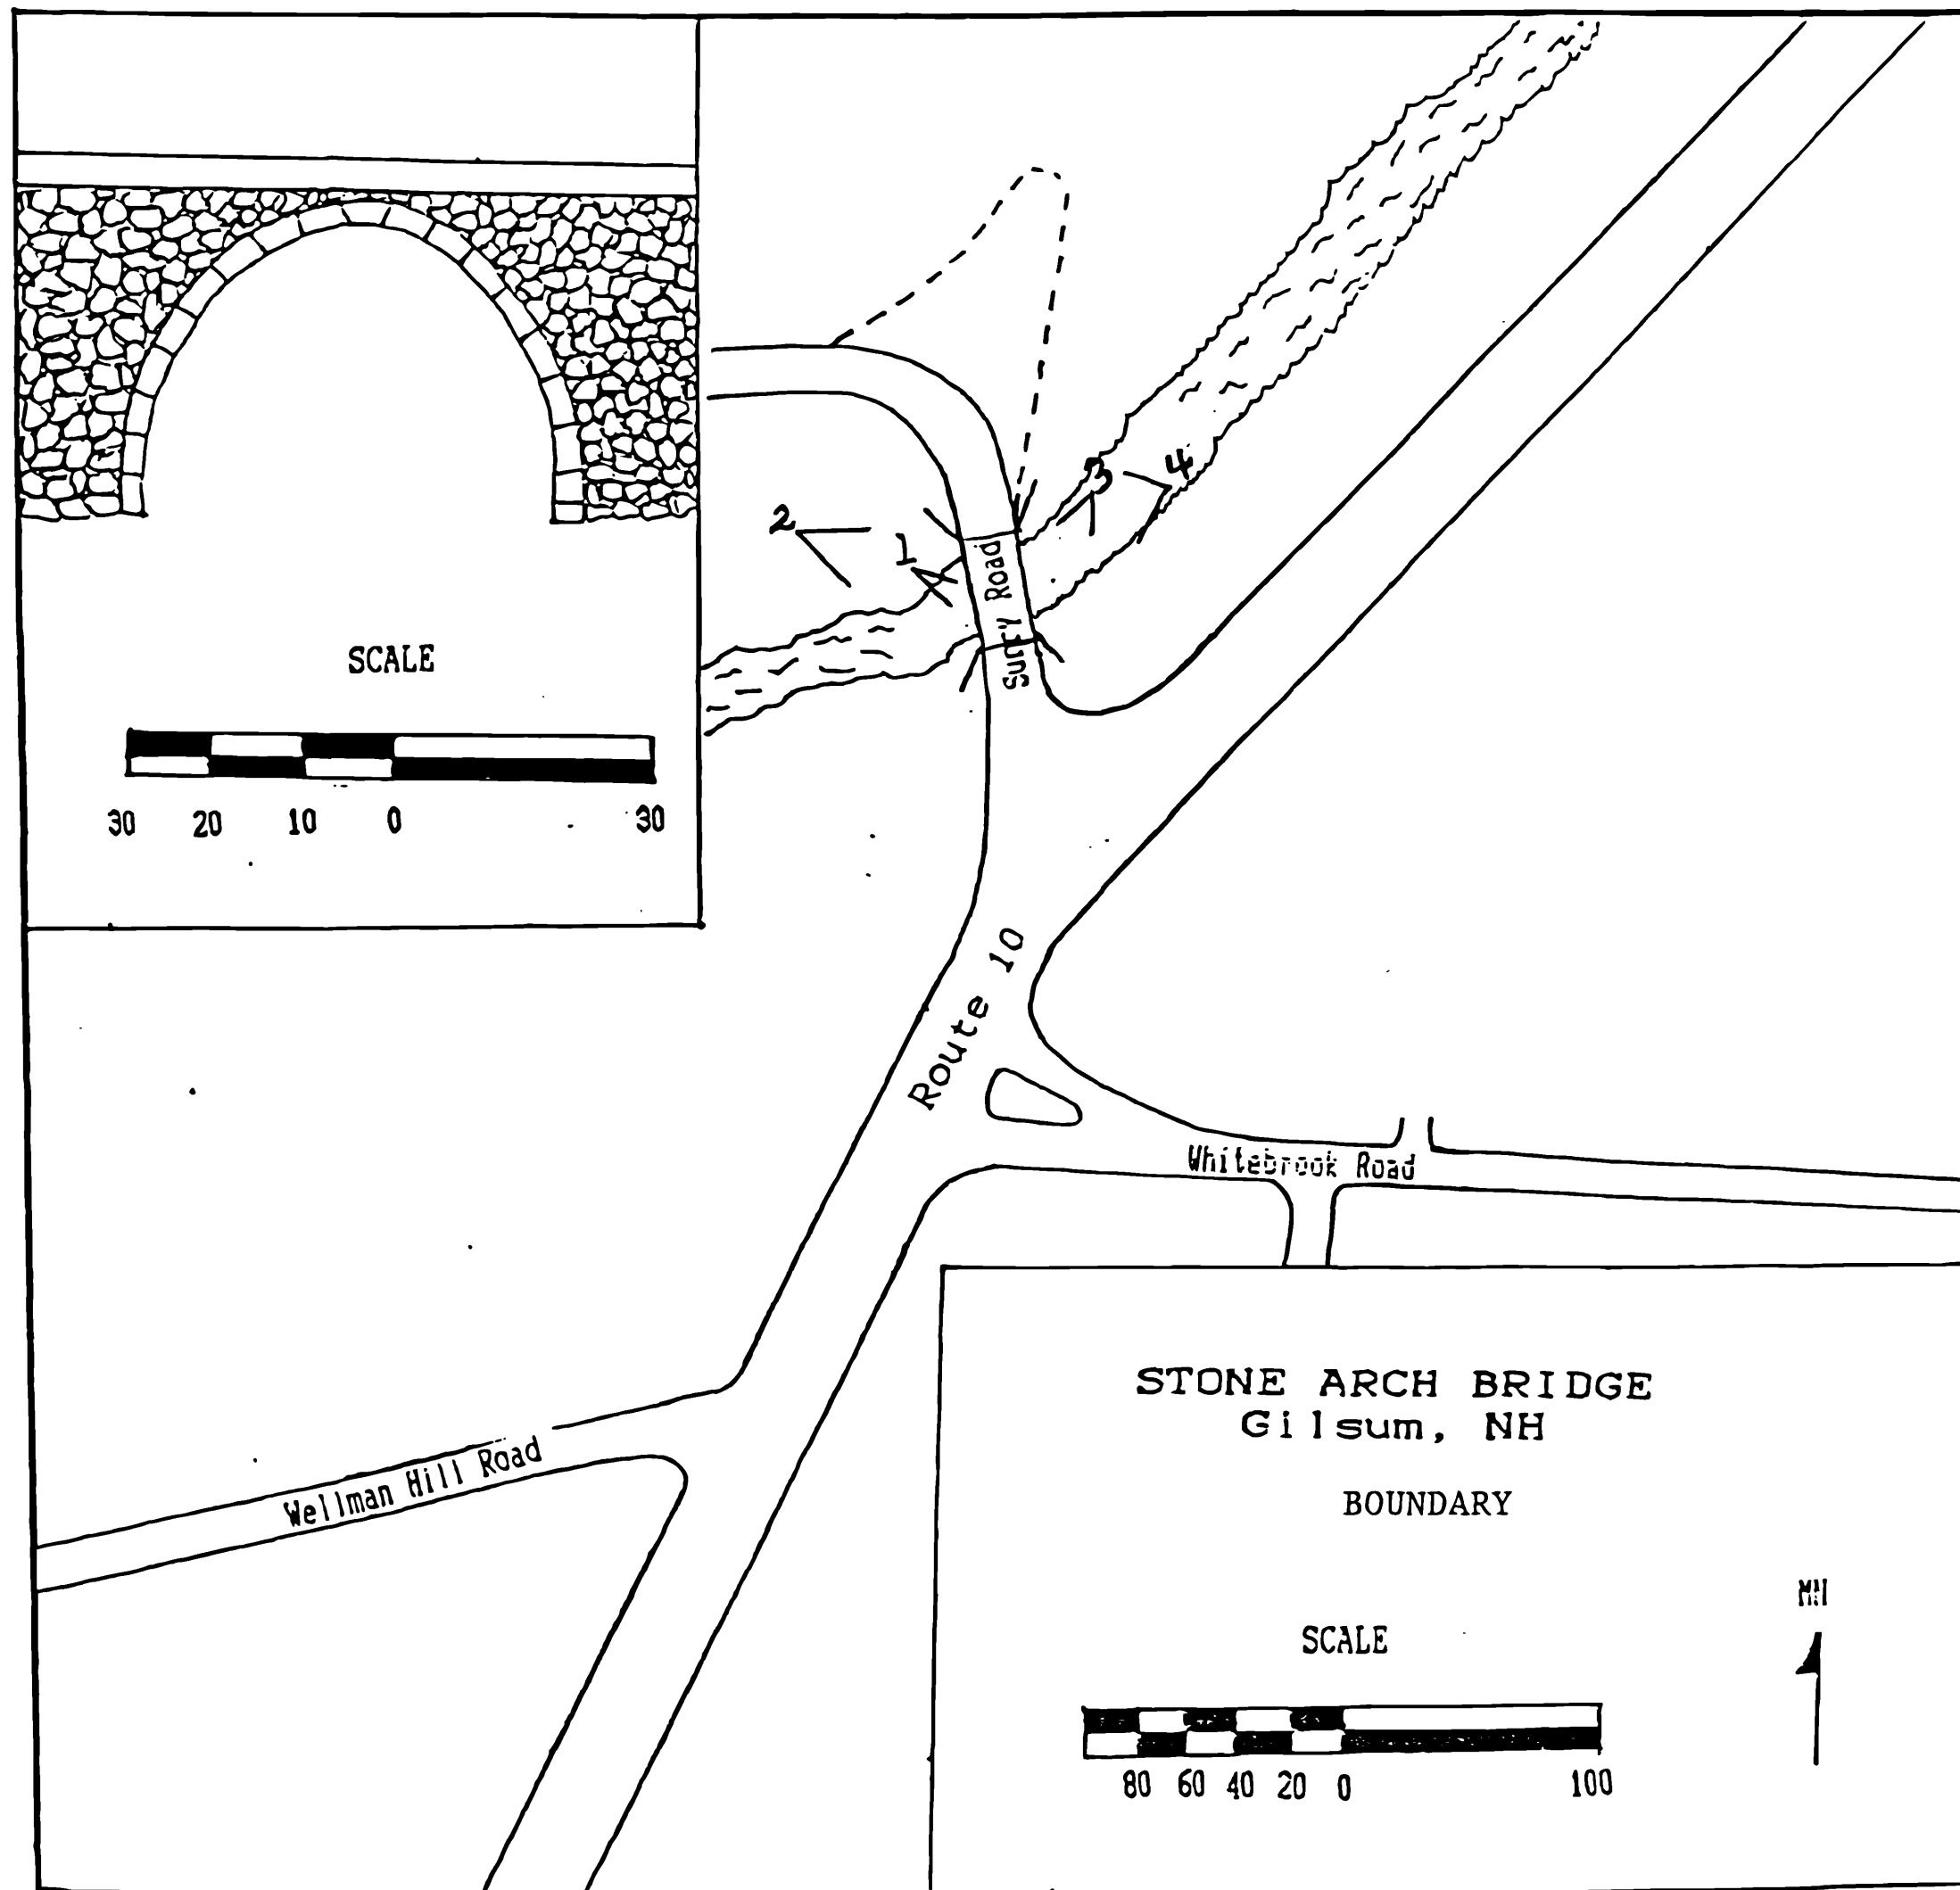 SCALE
30 20 10 0 30
2
1
3
4
Surry Road
Route 10
Whitebrook Road
Wellman Hill Road
STONE ARCH BRIDGE
Gilsum, NH
BOUNDARY
MN
SCALE
80 60 40 20 0 100